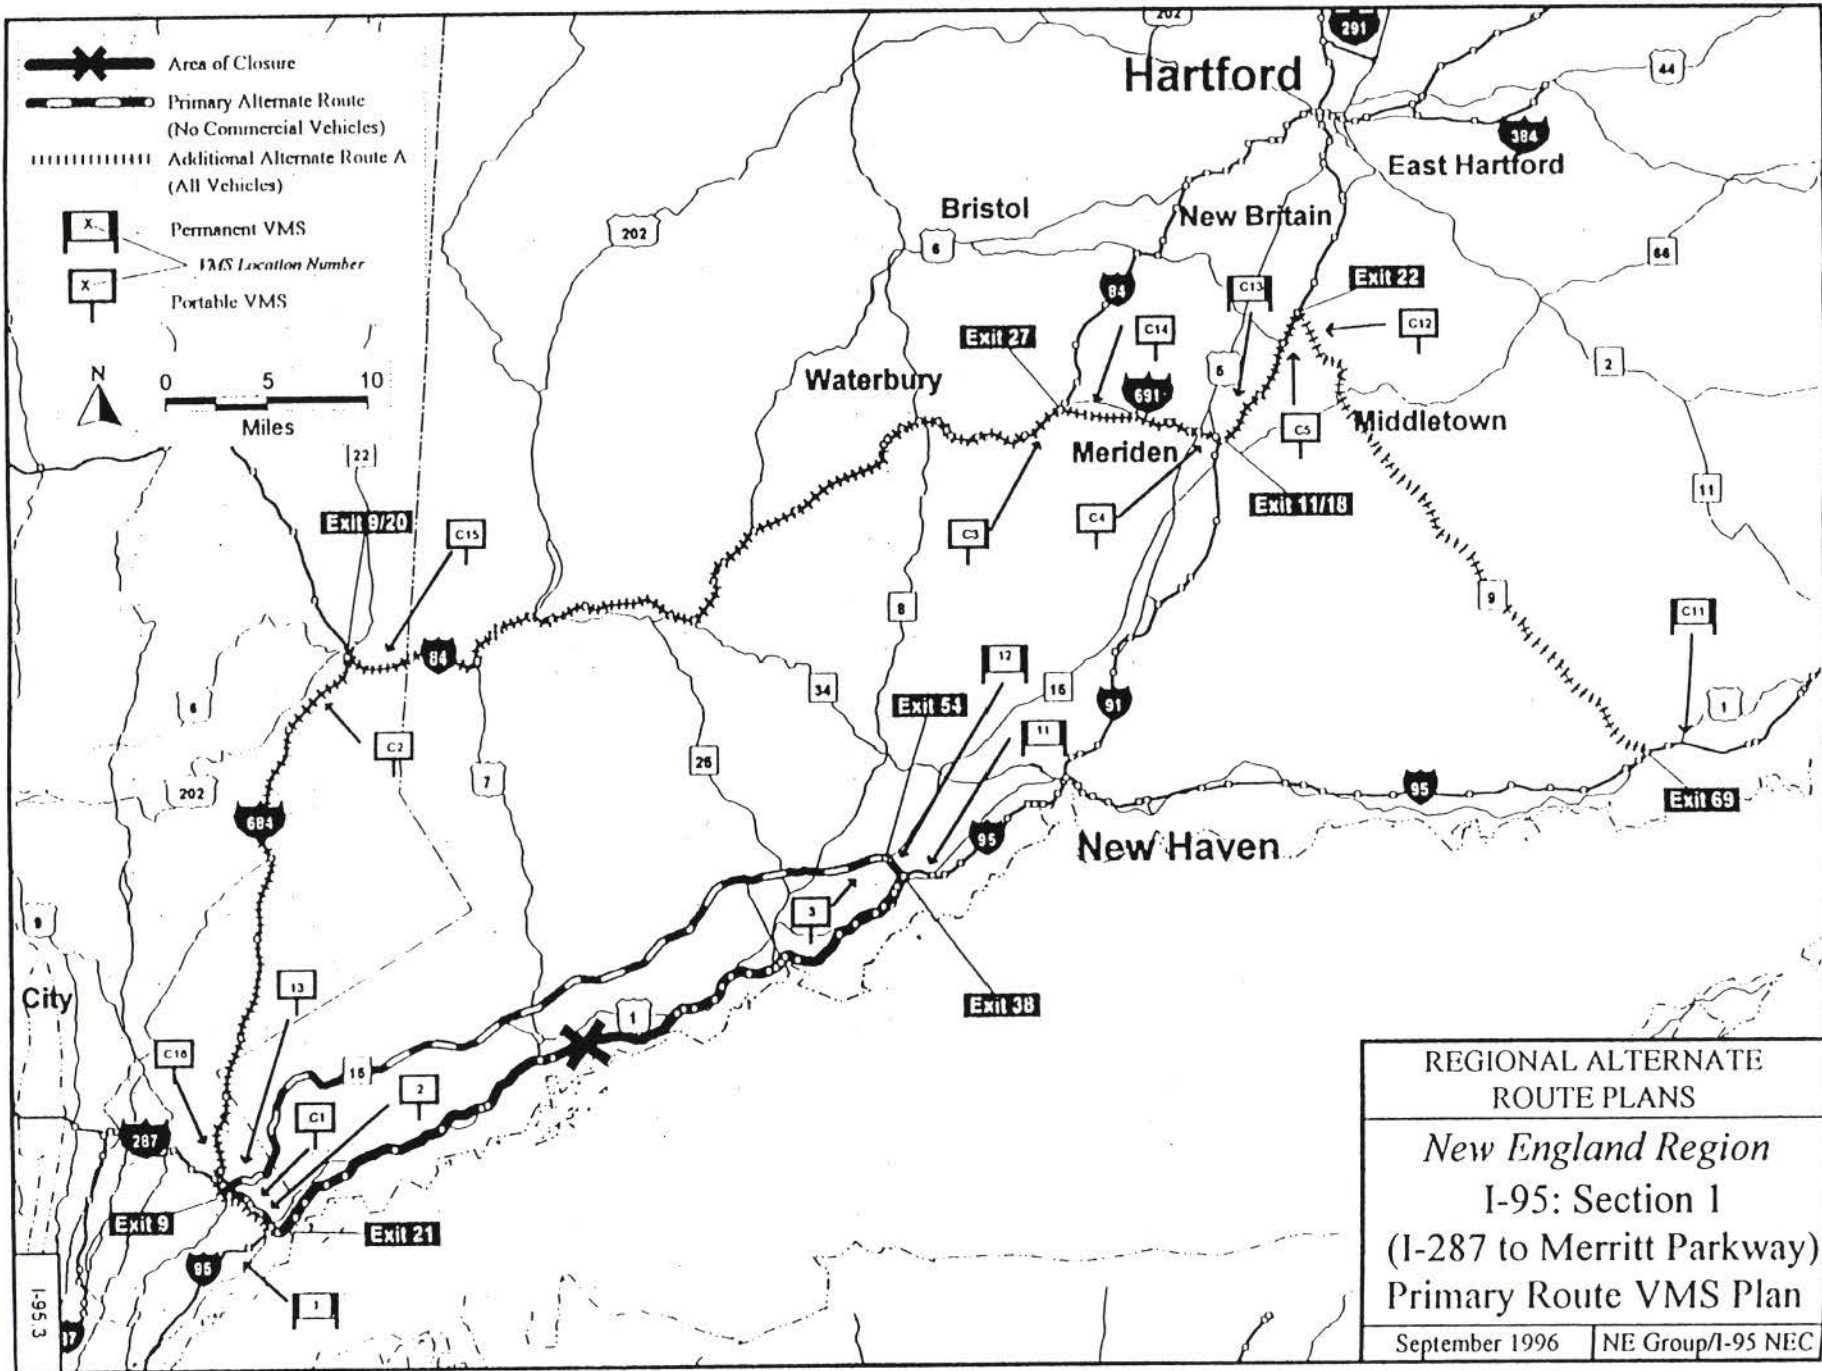 Area of Closure
Primary Alternate Route
(No Commercial Vehicles)
Additional Alternate Route A
(All Vehicles)
X
Permanent VMS
VMS Location Number
X
Portable VMS
N
0 5 10
Miles
202
291
Hartford
44
384
East Hartford
Bristol
New Britain
202
6
66
84
C13
Exit 22
C14
C12
Exit 27
2
Waterbury
5
691
C5
Middletown
Meriden
22
11
Exit 9/20
C15
C3
C4
Exit 11/18
9
8
C11
84
12
34
15
6
Exit 54
91
1
C2
11
26
7
202
95
684
Exit 69
95
New Haven
9
3
City
13
Exit 38
1
C16
15
2
C1
287
Exit 9
Exit 21
95
1
I-95.3
87
REGIONAL ALTERNATE
ROUTE PLANS
New England Region
I-95: Section 1
(I-287 to Merritt Parkway)
Primary Route VMS Plan
September 1996 NE Group/I-95 NEC